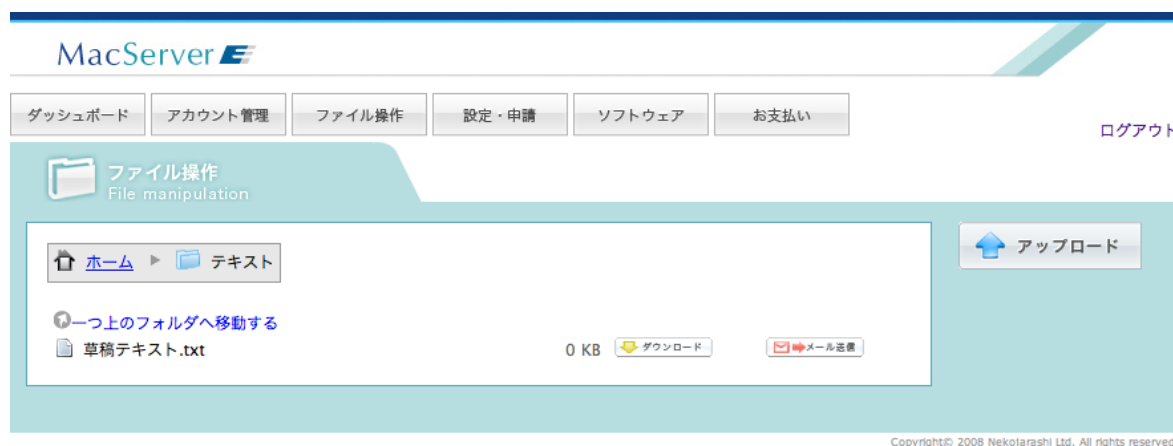 MacServer
ダッシュボード アカウント管理 ファイル操作 設定・申請 ソフトウェア お支払い
ログアウト
ファイル操作
File manipulation
アップロード
ホーム テキスト
一つ上のフォルダへ移動する
草稿テキスト.txt 0 KB ダウンロード メール送信
Copyright© 2008 Nekojarashi Ltd. All rights reserved